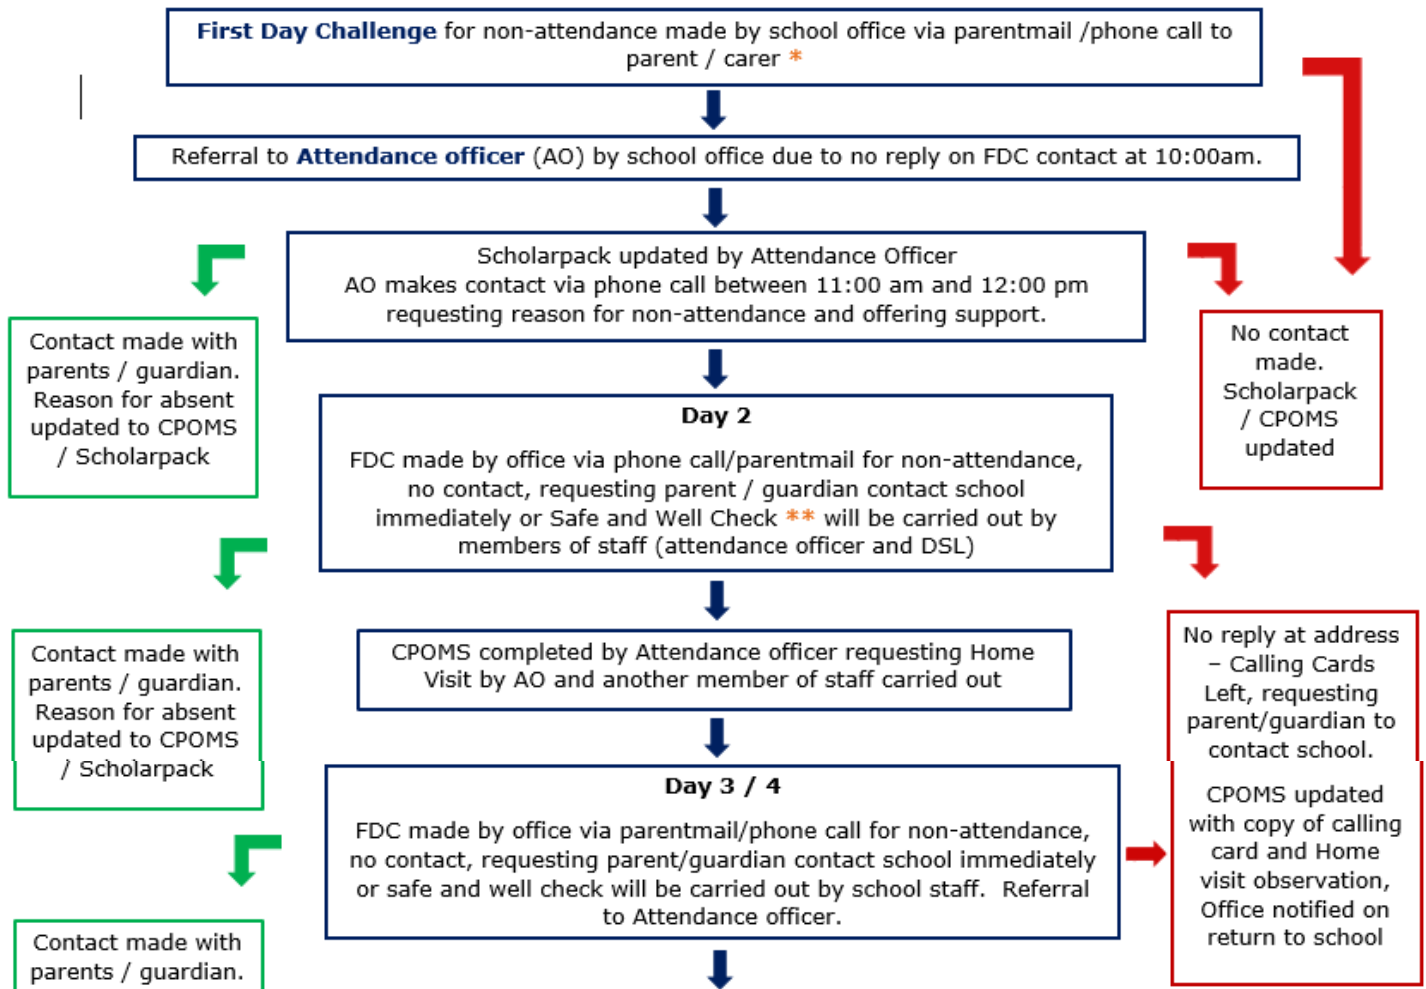 First Day Challenge for non-attendance made by school office via parentmail /phone call to
parent / carer *
Referral to Attendance officer (AO) by school office due to no reply on FDC contact at 10:00am.
Scholarpack updated by Attendance Officer
AO makes contact via phone call between 11:00 am and 12:00 pm
requesting reason for non-attendance and offering support.
Contact made with
parents / guardian.
Reason for absent
updated to CPOMS
/ Scholarpack
No contact
made.
Scholarpack
/ CPOMS
updated
Day 2
FDC made by office via phone call/parentmail for non-attendance,
no contact, requesting parent / guardian contact school
immediately or Safe and Well Check ** will be carried out by
members of staff (attendance officer and DSL)
Contact made with
parents / guardian.
Reason for absent
updated to CPOMS
/ Scholarpack
CPOMS completed by Attendance officer requesting Home
Visit by AO and another member of staff carried out
No reply at address
– Calling Cards
Left, requesting
parent/guardian to
contact school.
CPOMS updated
with copy of calling
card and Home
visit observation,
Office notified on
return to school
Day 3 / 4
FDC made by office via parentmail/phone call for non-attendance,
no contact, requesting parent/guardian contact school immediately
or safe and well check will be carried out by school staff. Referral
to Attendance officer.
Contact made with
parents / guardian.